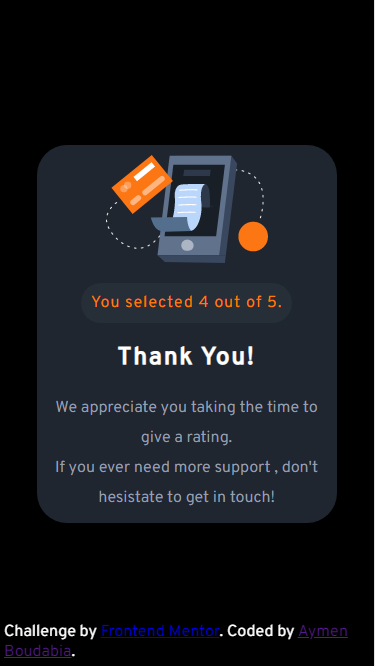 You selected 4 out of 5.
Thank You!
We appreciate you taking the time to
give a rating.
If you ever need more support , don't
hesistate to get in touch!
Challenge by Frontend Mentor. Coded by Aymen
Boudabia.